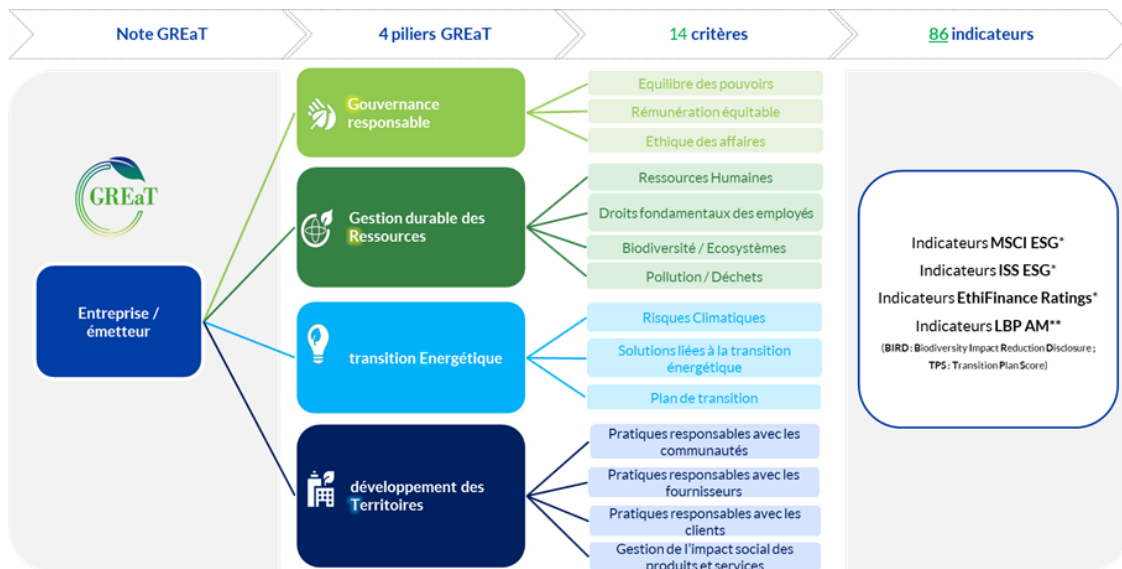 Note GREaT
4 piliers GREaT
14 critères
86 indicateurs
GREaT
Entreprise /
émetteur
Gouvernance
responsable
Equilibre des pouvoirs
Rémunération équitable
Ethique des affaires
Gestion durable des
Ressources
Ressources Humaines
Droits fondamentaux des employés
Biodiversité / Ecosystèmes
Pollution / Déchets
transition Energétique
Risques Climatiques
Solutions liées à la transition
énergétique
Plan de transition
développement des
Territoires
Pratiques responsables avec les
communautés
Pratiques responsables avec les
fournisseurs
Pratiques responsables avec les
clients
Gestion de l'impact social des
produits et services
Indicateurs MSCI ESG*
Indicateurs ISS ESG*
Indicateurs EthiFinance Ratings*
Indicateurs LBP AM**
(BIRD : Biodiversity Impact Reduction Disclosure ;
TPS : Transition Plan Score)